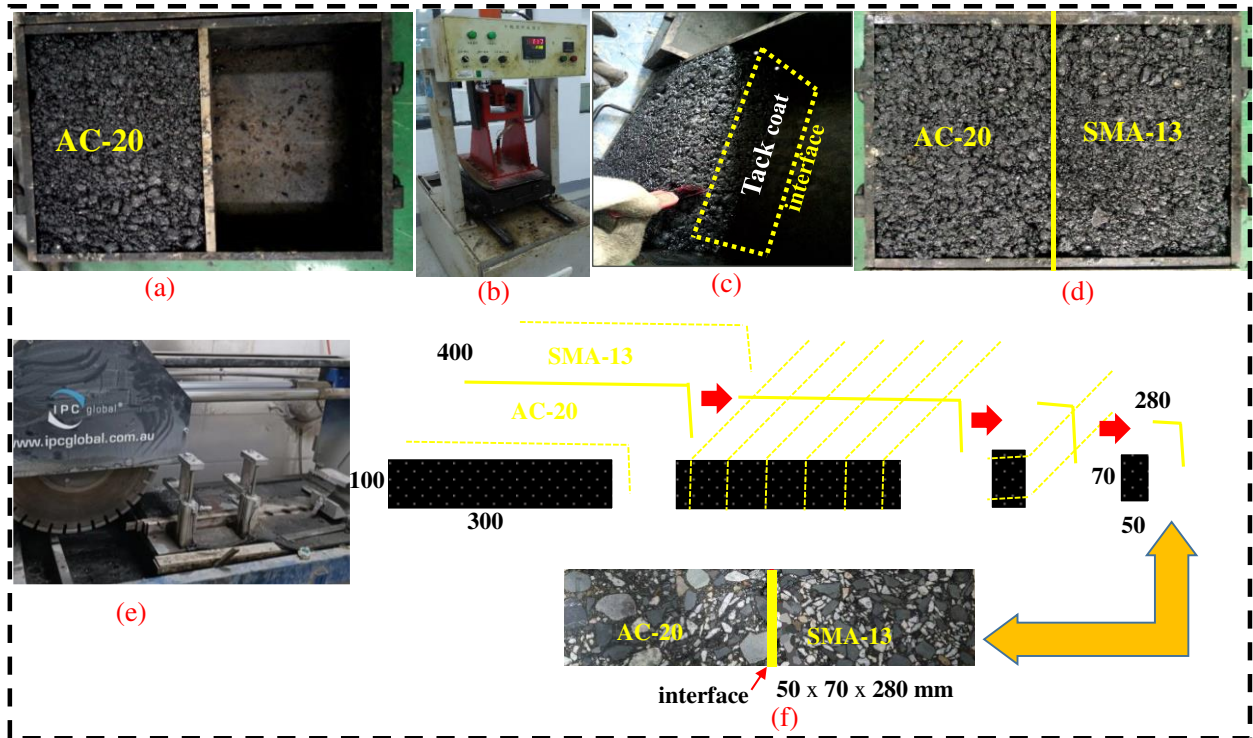 AC-20
(a)
(b)
Tack coat
interface
(c)
AC-20
SMA-13
(d)
IPC global®
www.ipcglobal.com.au
(e)
400
SMA-13
AC-20
100
300
280
70
50
AC-20
SMA-13
interface
50 x 70 x 280 mm
(f)